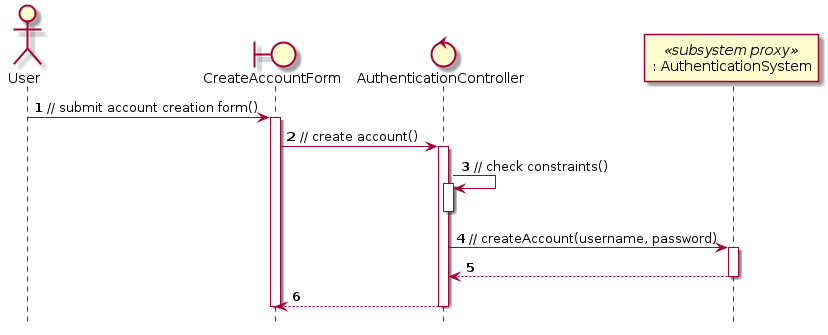 «subsystem proxy»
: AuthenticationSystem
User
CreateAccountForm
AuthenticationController
1 // submit account creation form()
2 // create account()
3 // check constraints()
4 // createAccount(username, password)
5
6